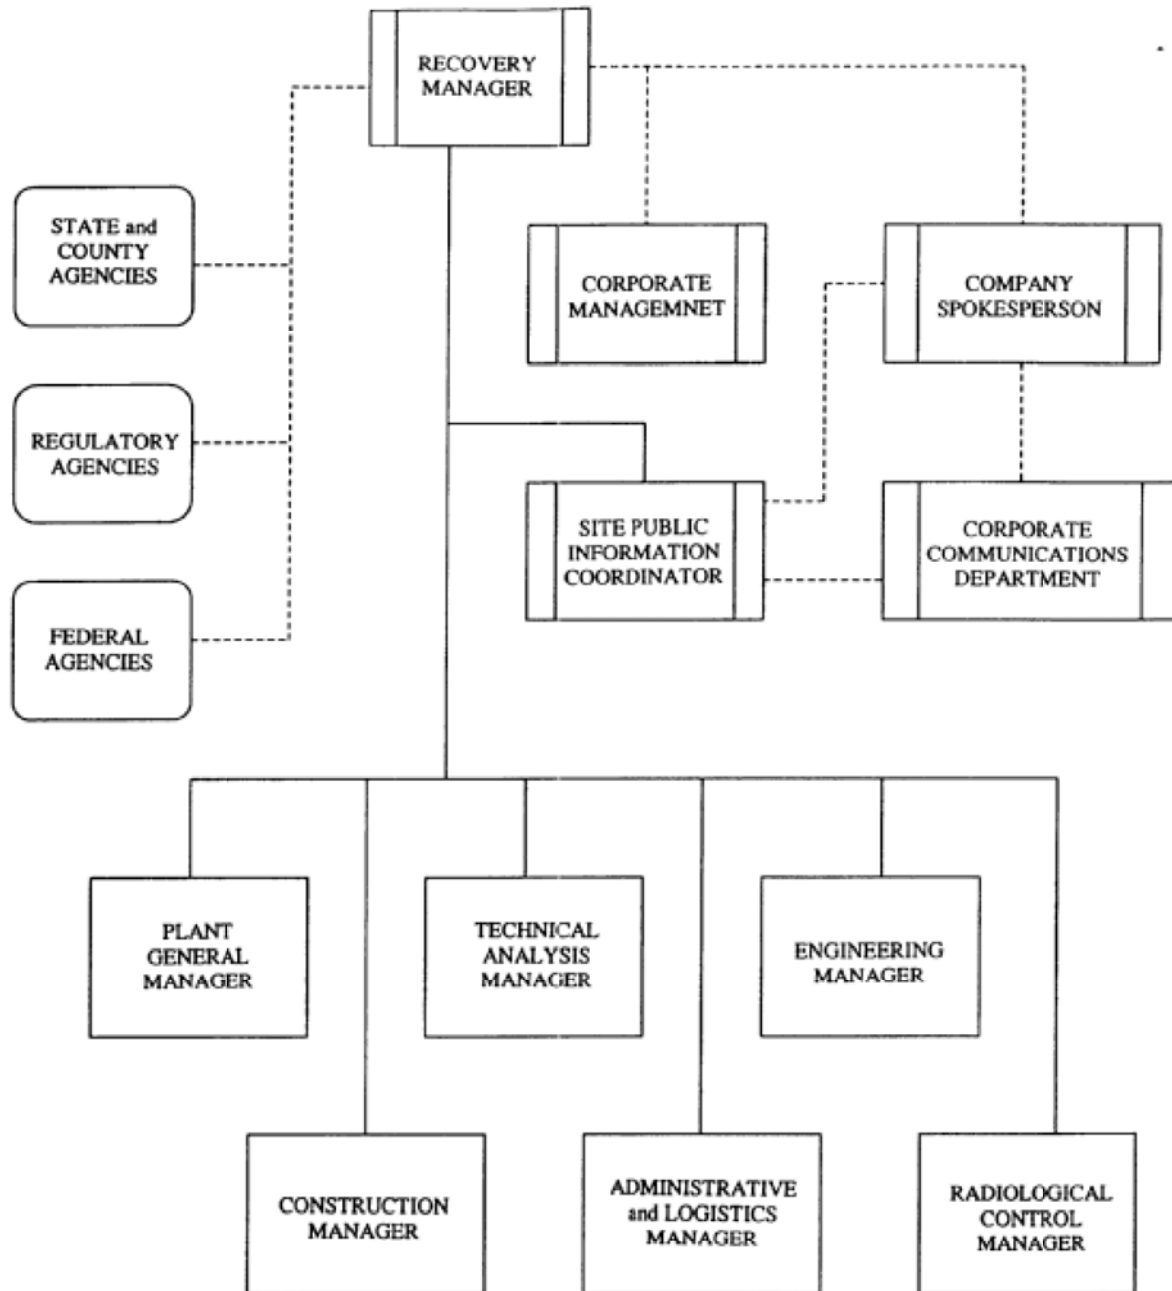 RECOVERY
MANAGER
STATE and
COUNTY
AGENCIES
CORPORATE
MANAGEMNET
COMPANY
SPOKESPERSON
REGULATORY
AGENCIES
SITE PUBLIC
INFORMATION
COORDINATOR
CORPORATE
COMMUNICATIONS
DEPARTMENT
FEDERAL
AGENCIES
PLANT
GENERAL
MANAGER
TECHNICAL
ANALYSIS
MANAGER
ENGINEERING
MANAGER
CONSTRUCTION
MANAGER
ADMINISTRATIVE
and LOGISTICS
MANAGER
RADIOLOGICAL
CONTROL
MANAGER